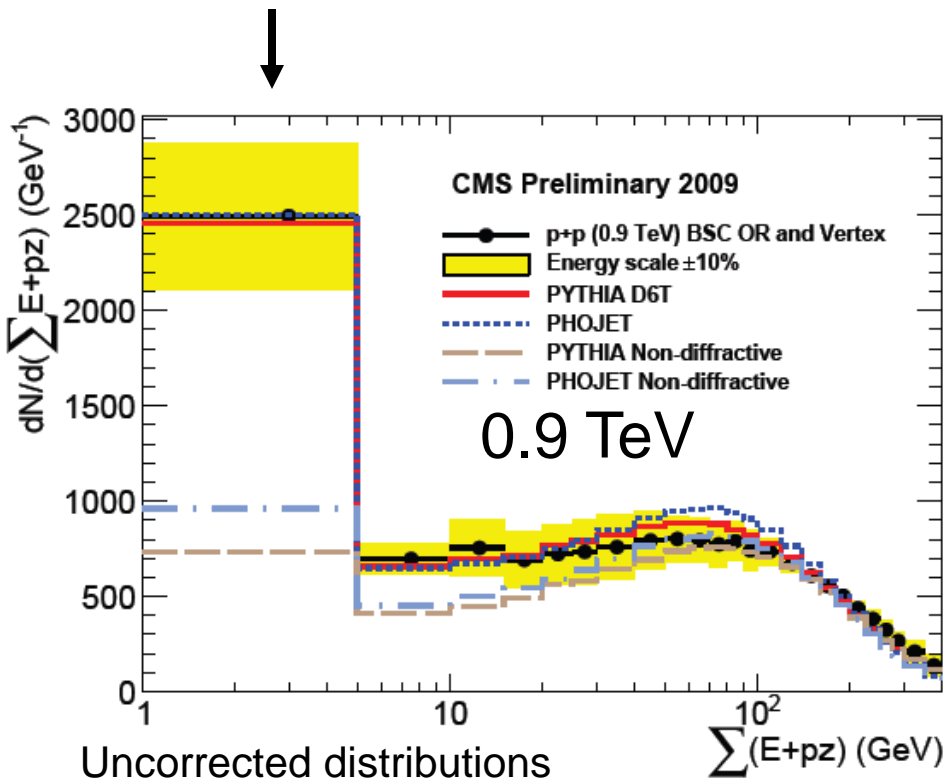 dN/d(∑E+pz) (GeV⁻¹)
3000
2500
2000
1500
1000
500
0
CMS Preliminary 2009
p+p (0.9 TeV) BSC OR and Vertex
Energy scale ±10%
PYTHIA D6T
PHOJET
PYTHIA Non-diffractive
PHOJET Non-diffractive
0.9 TeV
1 10 10²
∑(E+pz) (GeV)
Uncorrected distributions